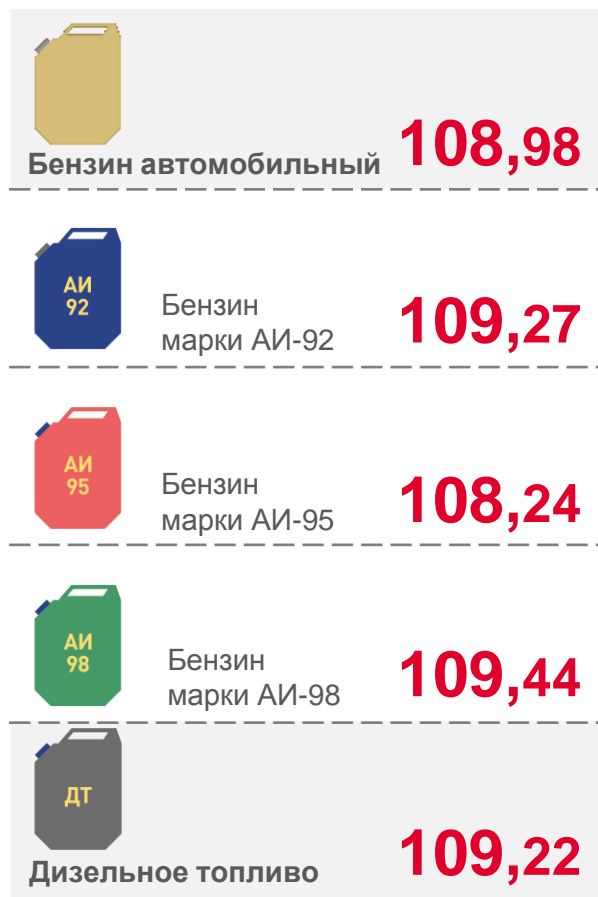 Бензин автомобильный 108,98
АИ
92
Бензин
марки АИ-92
109,27
АИ
95
Бензин
марки АИ-95
108,24
АИ
98
Бензин
марки АИ-98
109,44
ДТ
Дизельное топливо 109,22